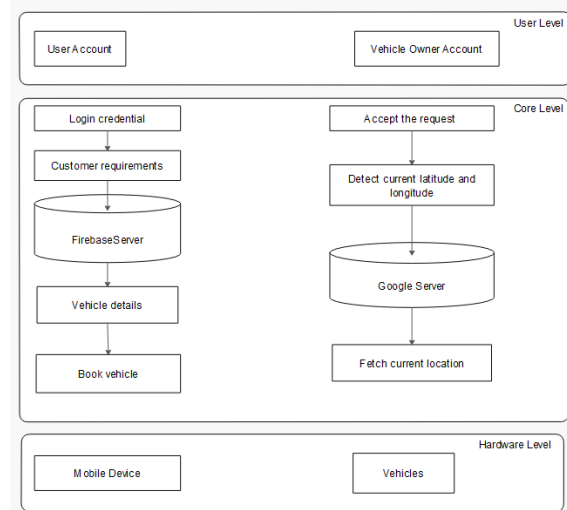 User Level
User Account
Vehicle Owner Account
Core Level
Login credential
Customer requirements
FirebaseServer
Vehicle details
Book vehicle
Accept the request
Detect current latitude and
longitude
Google Server
Fetch current location
Hardware Level
Mobile Device
Vehicles